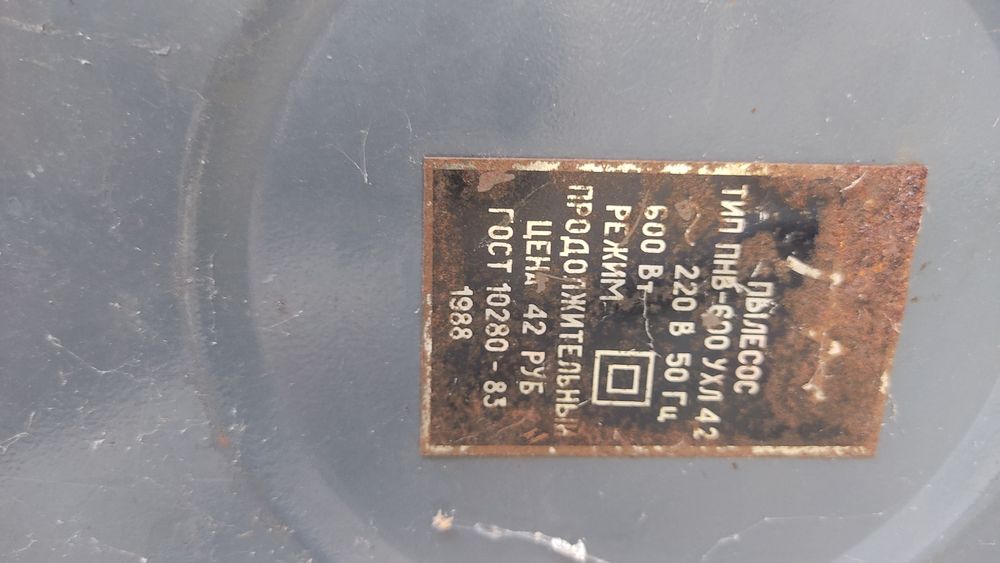 ПЫЛЕСОС
ТИП ПНВ-600 УХЛ 42
~ 220 В 50 Гц
600 Вт
РЕЖИМ
ПРОДОЛЖИТЕЛЬНЫЙ
ЦЕНА 42 РУБ
ГОСТ 10280 - 83
1988